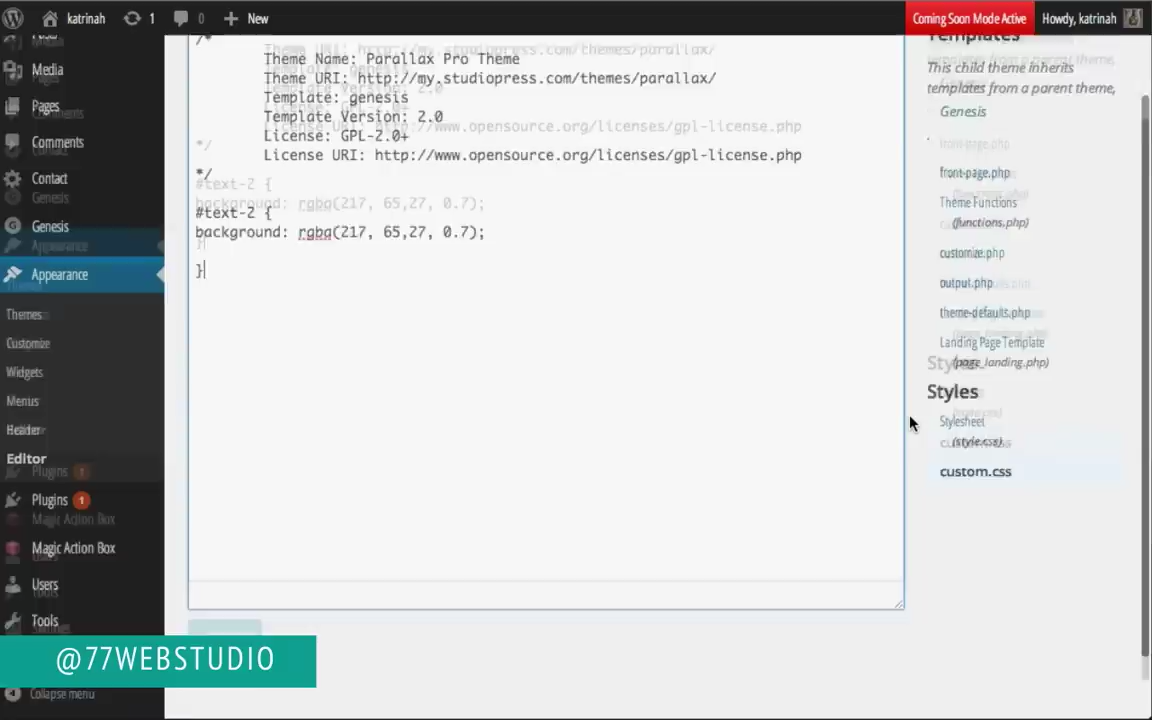 katrinah
1
0
New
Coming Soon Mode Active
Howdy, katrinah
Media
Pages
Comments
Contact
Genesis
Appearance
Themes
Customize
Widgets
Menus
Header
Editor
Plugins 1
Magic Action Box
Users
Tools
Collapse menu
/*
Theme Name: Parallax Pro Theme
Theme URI: http://my.studiopress.com/themes/parallax/
Template: genesis
Template Version: 2.0
License: GPL-2.0+
License URI: http://www.opensource.org/licenses/gpl-license.php
*/
#text-2 {
background: rgba(217, 65,27, 0.7);
}
Templates
This child theme inherits
templates from a parent theme,
Genesis
.
front-page.php
Theme Functions
(functions.php)
customize.php
output.php
theme-defaults.php
Landing Page Template
(page_landing.php)
Styles
Stylesheet
(style.css)
custom.css
@77WEBSTUDIO